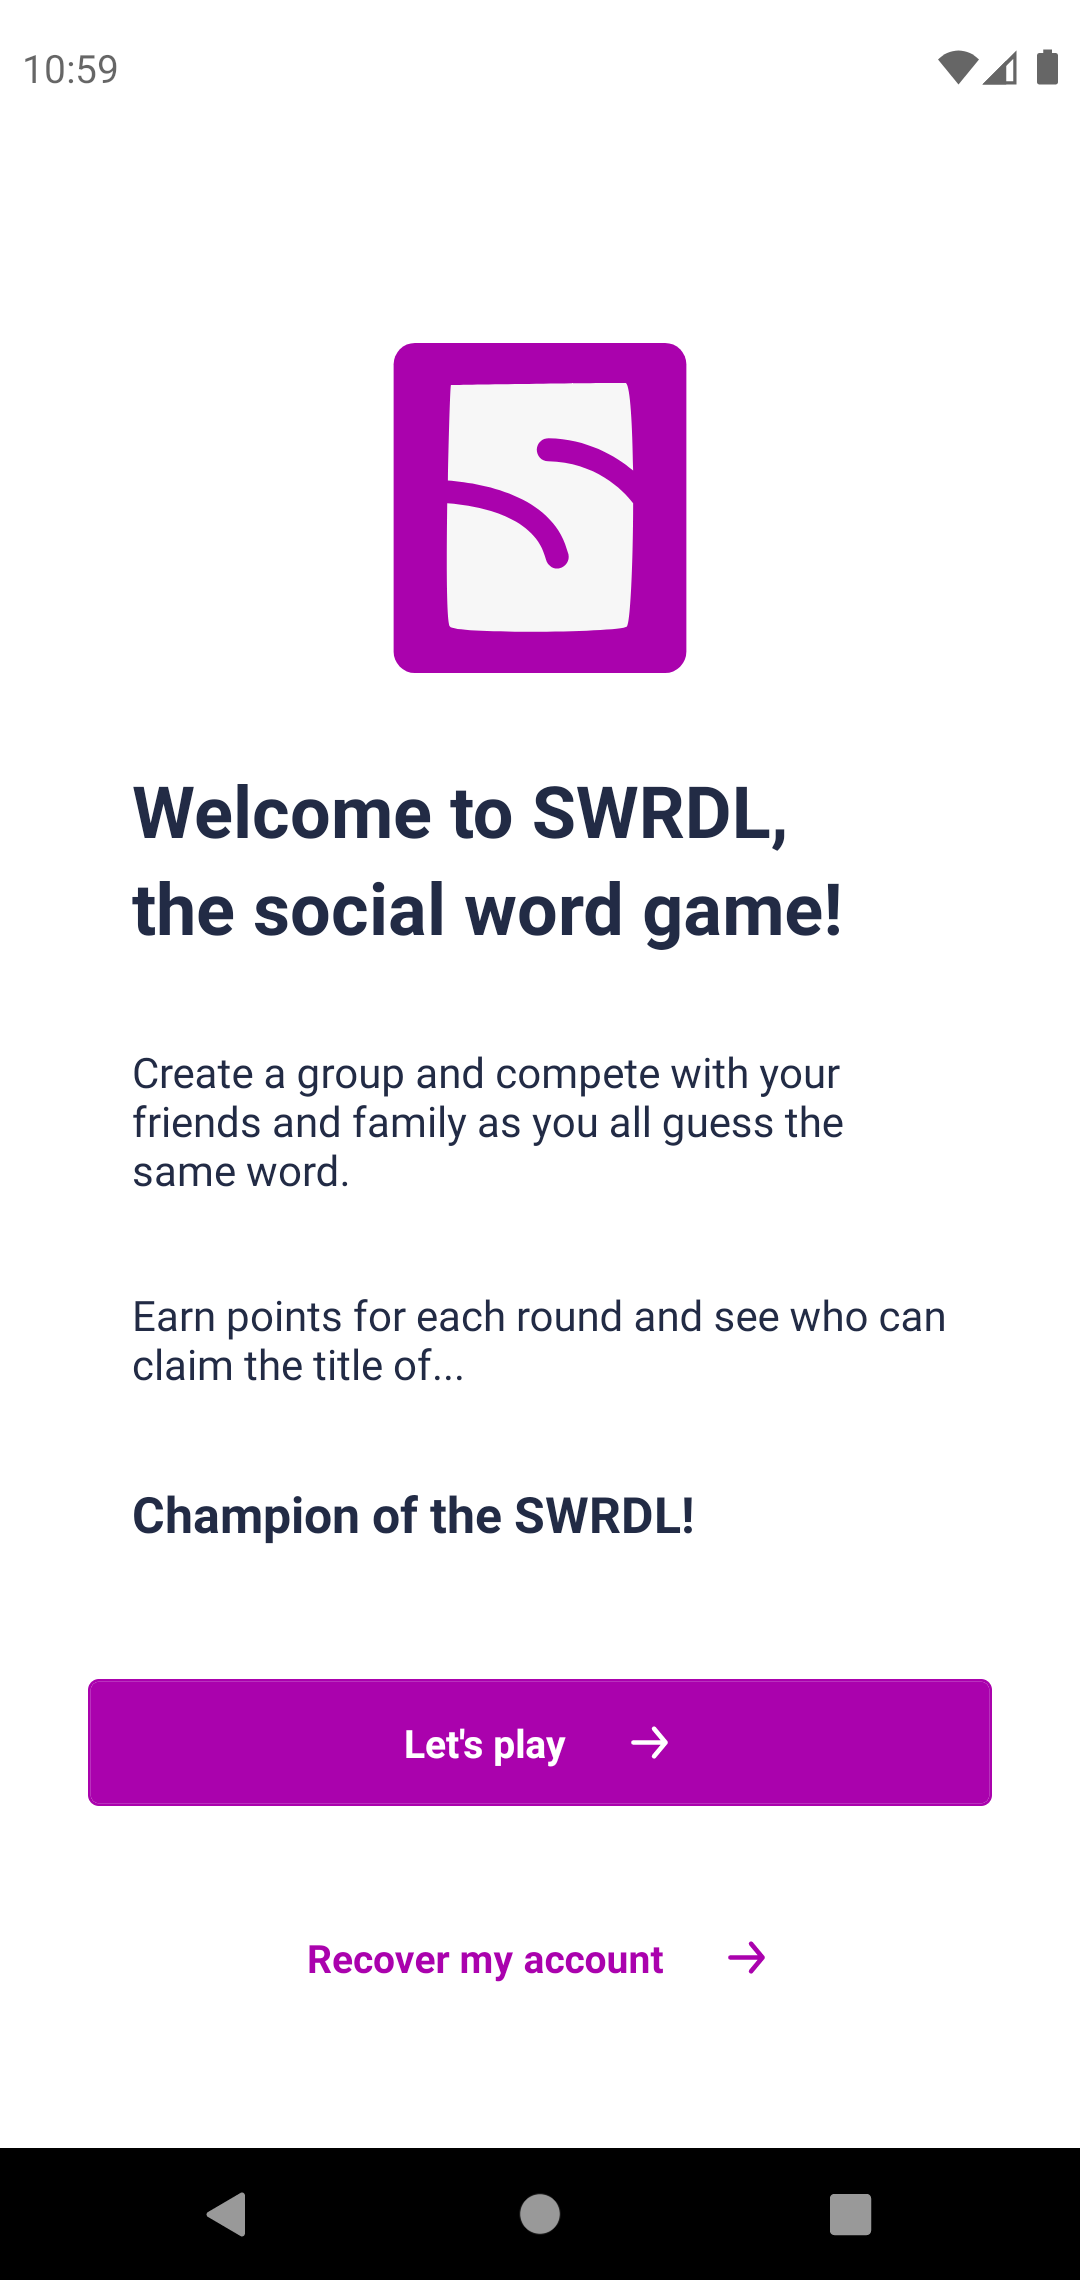 10:59
Welcome to SWRDL,
the social word game!
Create a group and compete with your
friends and family as you all guess the
same word.
Earn points for each round and see who can
claim the title of...
Champion of the SWRDL!
Let's play
Recover my account